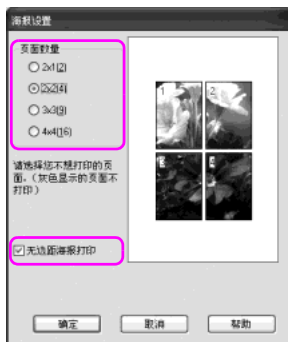 海报设置
页面数量
2x1(2)
2x2(4)
3x3(9)
4x4(16)
请选择您不想打印的页
面。(灰色显示的页面不
打印)
无边距海报打印
1
2
3
4
确定
取消
帮助